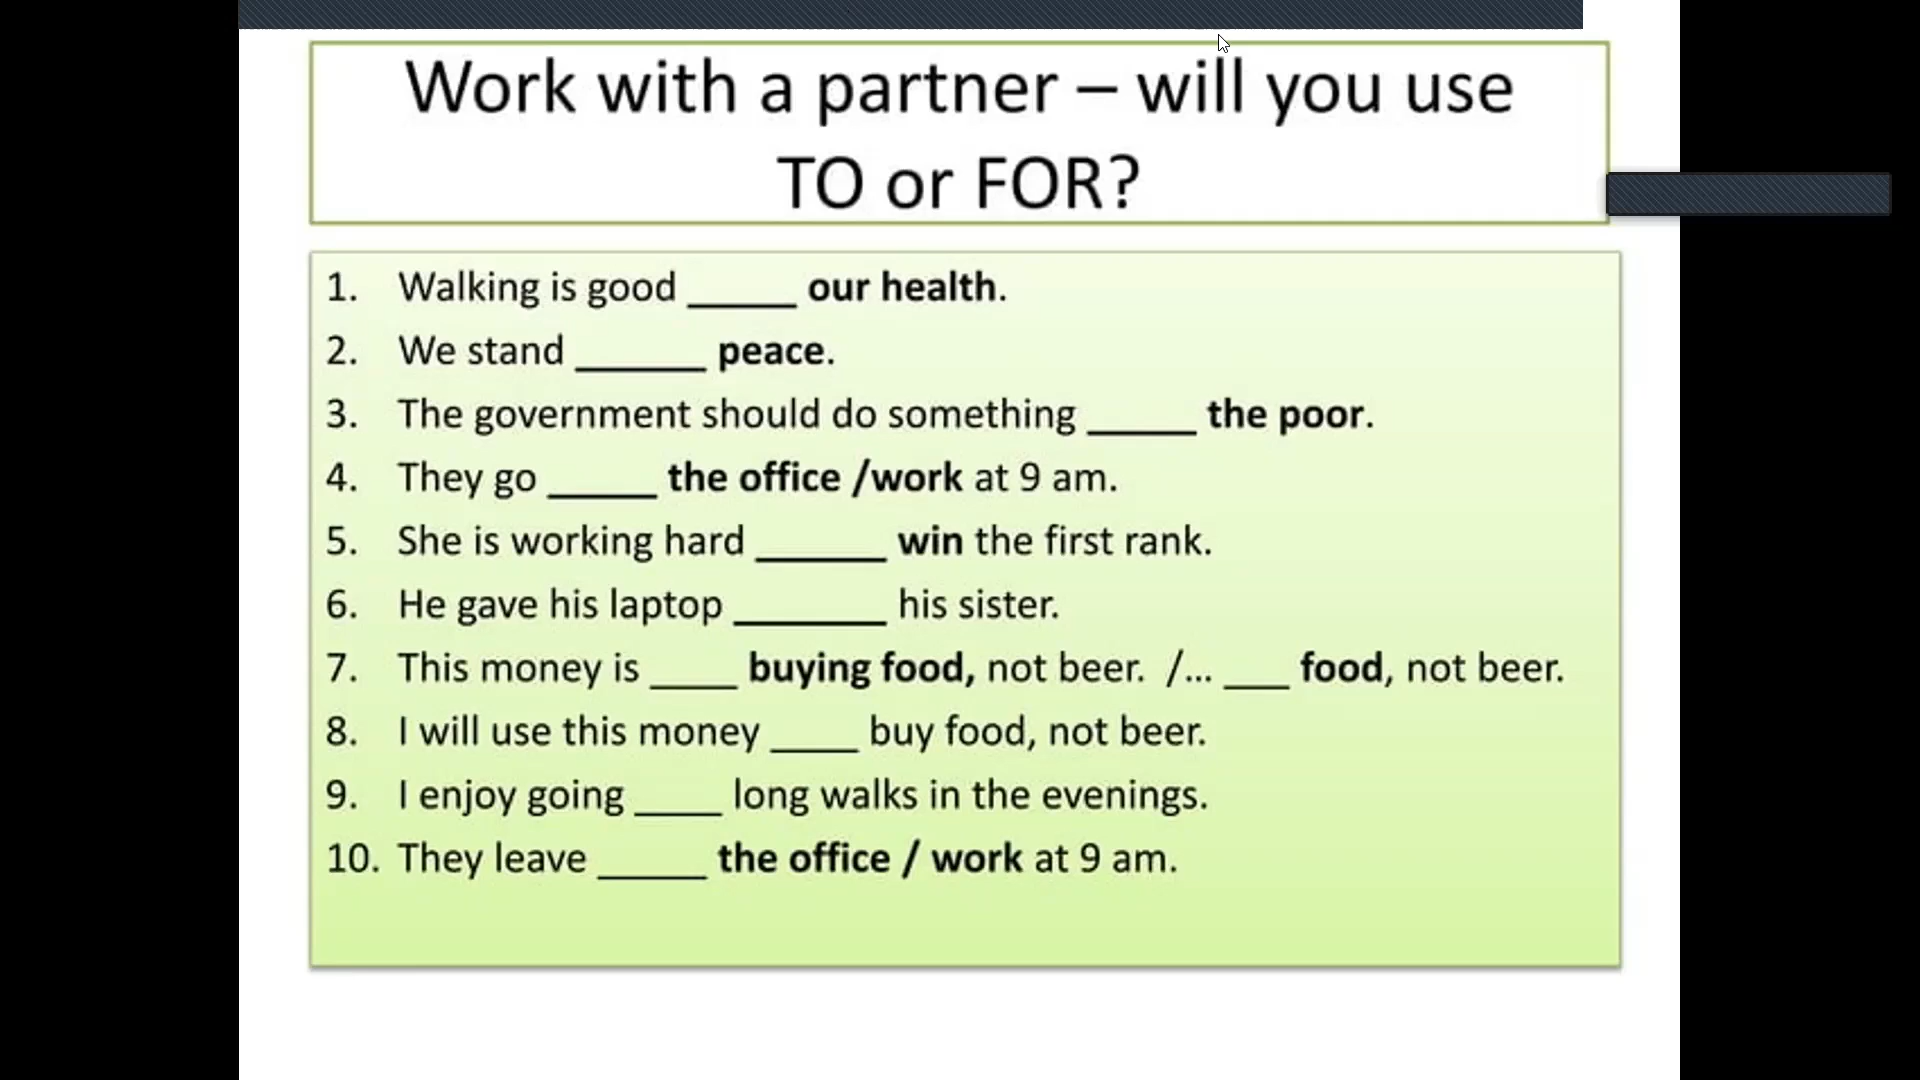 Work with a partner – will you use
TO or FOR?
1. Walking is good _____ our health.
2. We stand ______ peace.
3. The government should do something _____ the poor.
4. They go _____ the office /work at 9 am.
5. She is working hard ______ win the first rank.
6. He gave his laptop _______ his sister.
7. This money is ____ buying food, not beer. /... ___ food, not beer.
8. I will use this money ____ buy food, not beer.
9. I enjoy going ____ long walks in the evenings.
10. They leave _____ the office / work at 9 am.